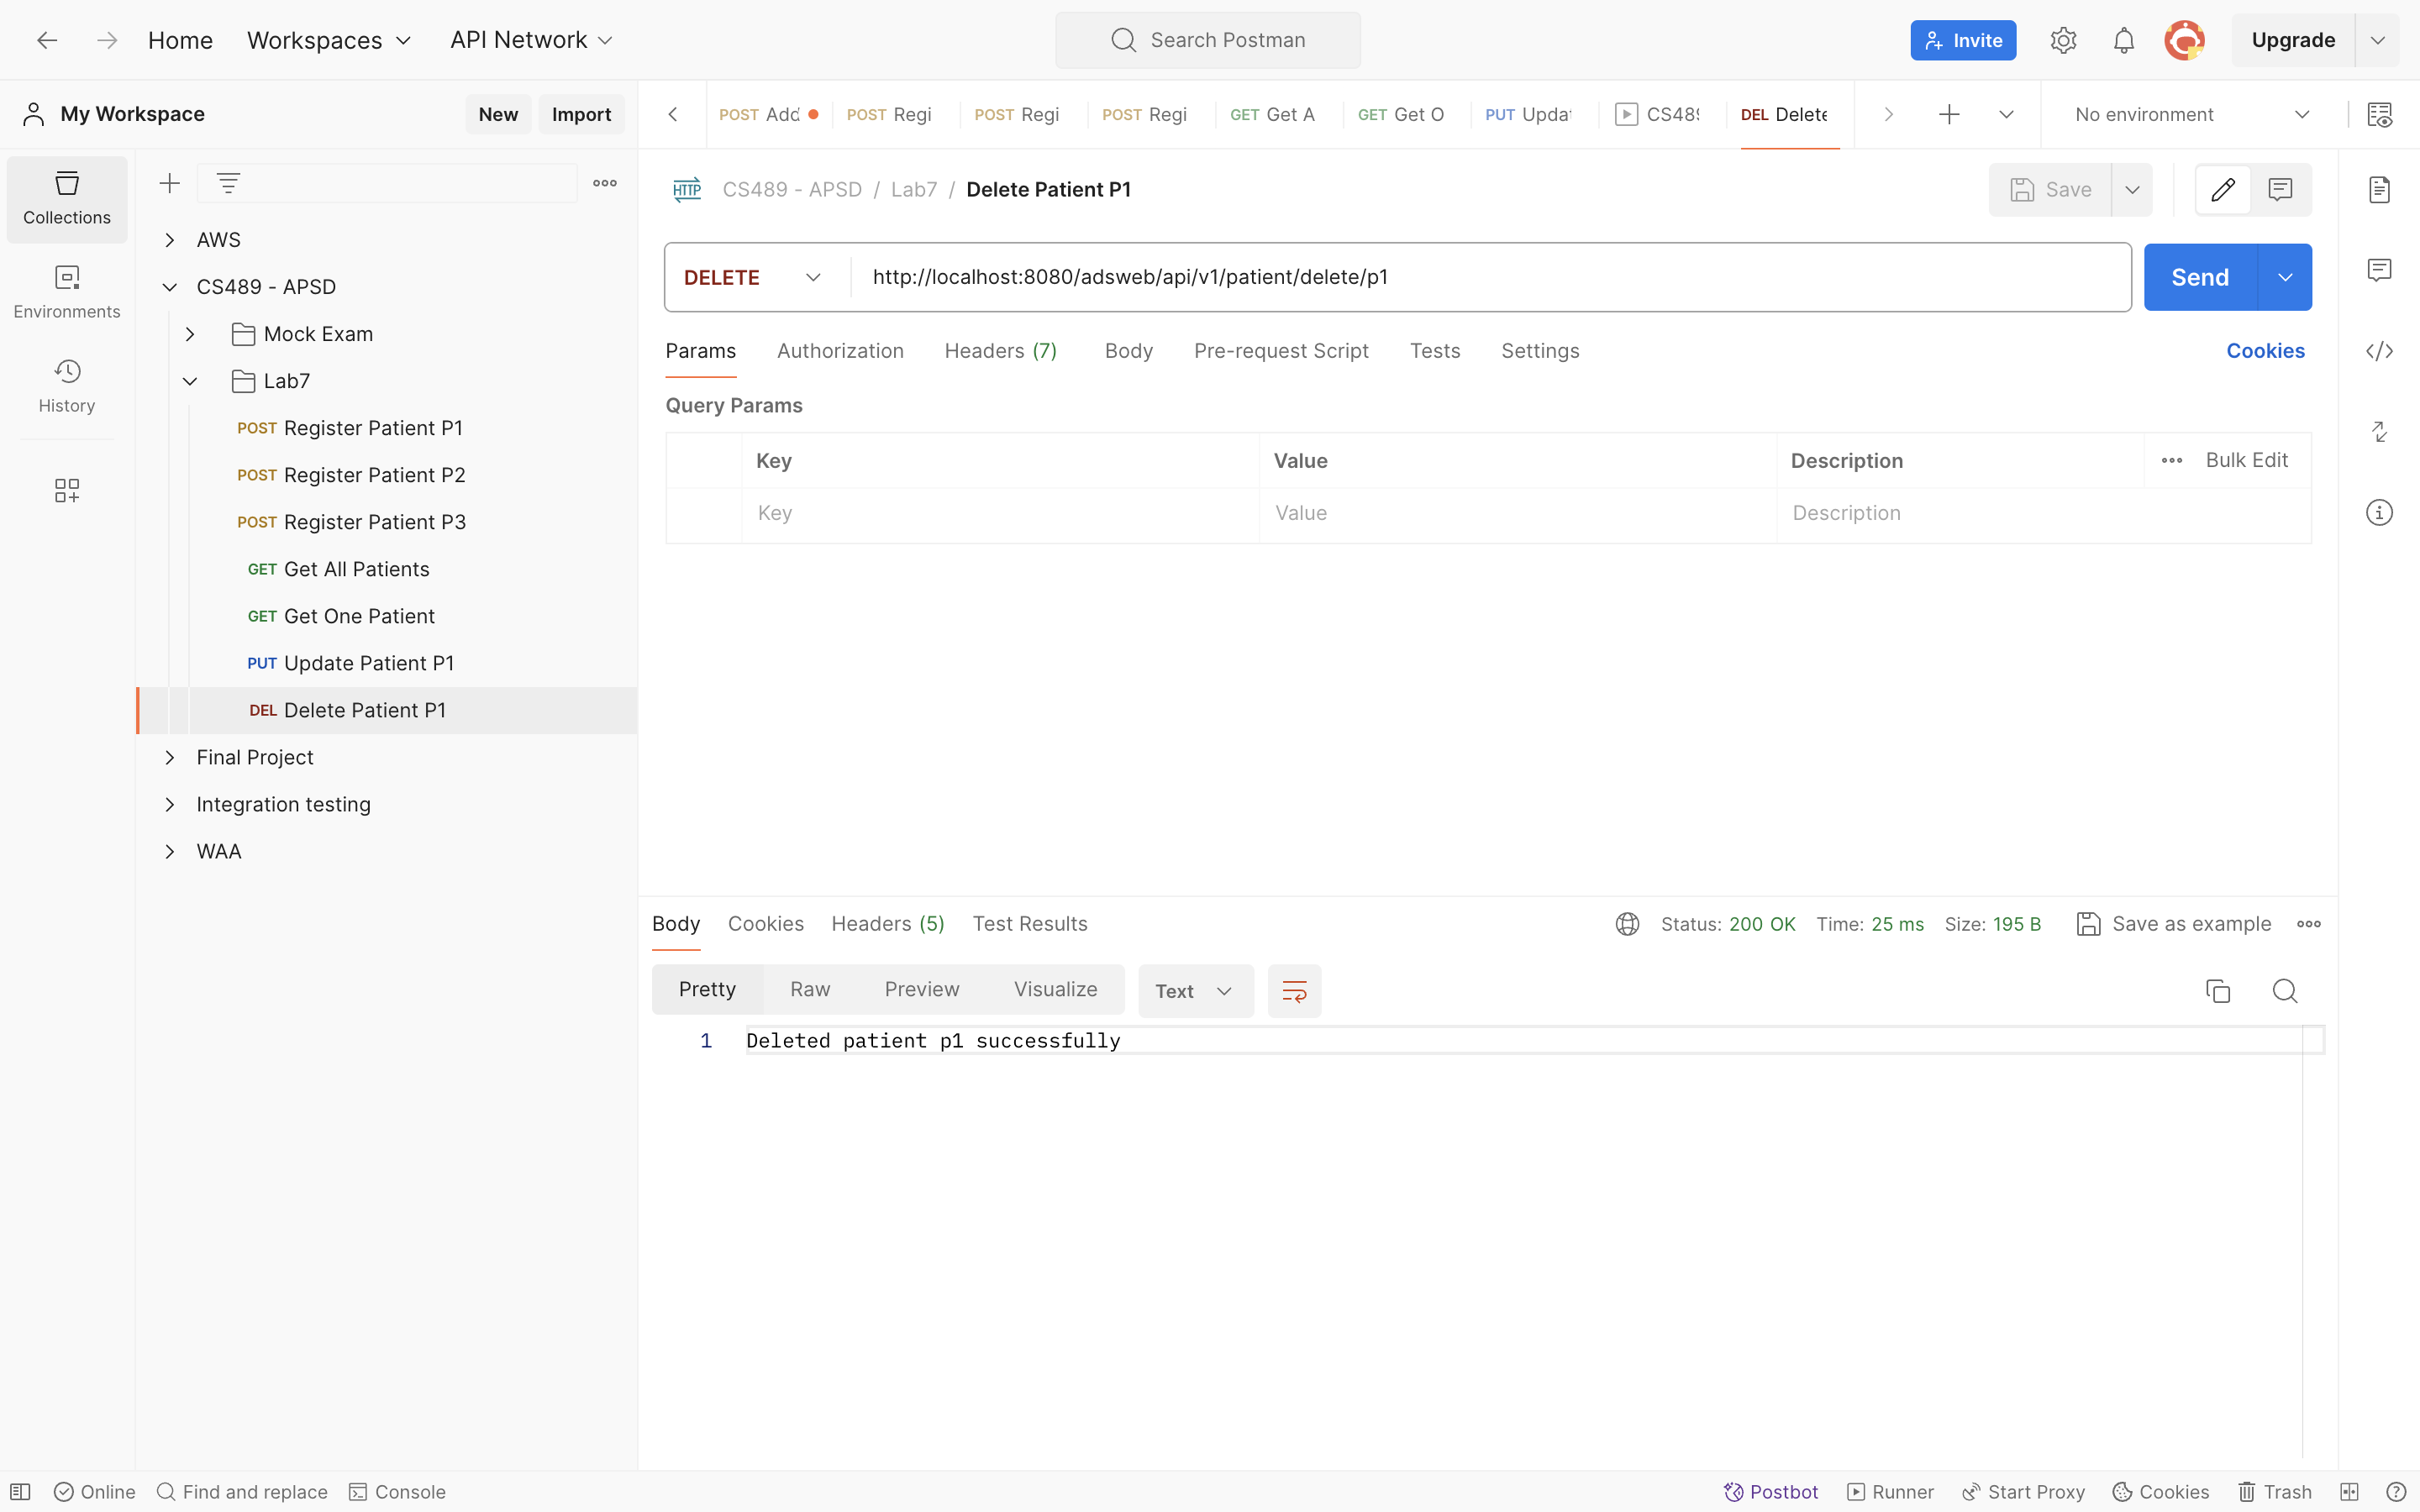 Home Workspaces API Network Search Postman Invite Upgrade
My Workspace New Import
POST Add POST Regi POST Regi POST Regi GET Get A GET Get O PUT Updat CS489 DEL Delete No environment
Collections
Environments
History
AWS
CS489 - APSD
Mock Exam
Lab7
POST Register Patient P1
POST Register Patient P2
POST Register Patient P3
GET Get All Patients
GET Get One Patient
PUT Update Patient P1
DEL Delete Patient P1
Final Project
Integration testing
WAA
HTTP CS489 - APSD / Lab7 / Delete Patient P1 Save
DELETE http://localhost:8080/adsweb/api/v1/patient/delete/p1 Send
Params Authorization Headers (7) Body Pre-request Script Tests Settings Cookies
Query Params
Key Value Description Bulk Edit
Key Value Description
Body Cookies Headers (5) Test Results Status: 200 OK Time: 25 ms Size: 195 B Save as example
Pretty Raw Preview Visualize Text
1 Deleted patient p1 successfully
Online Find and replace Console Postbot Runner Start Proxy Cookies Trash